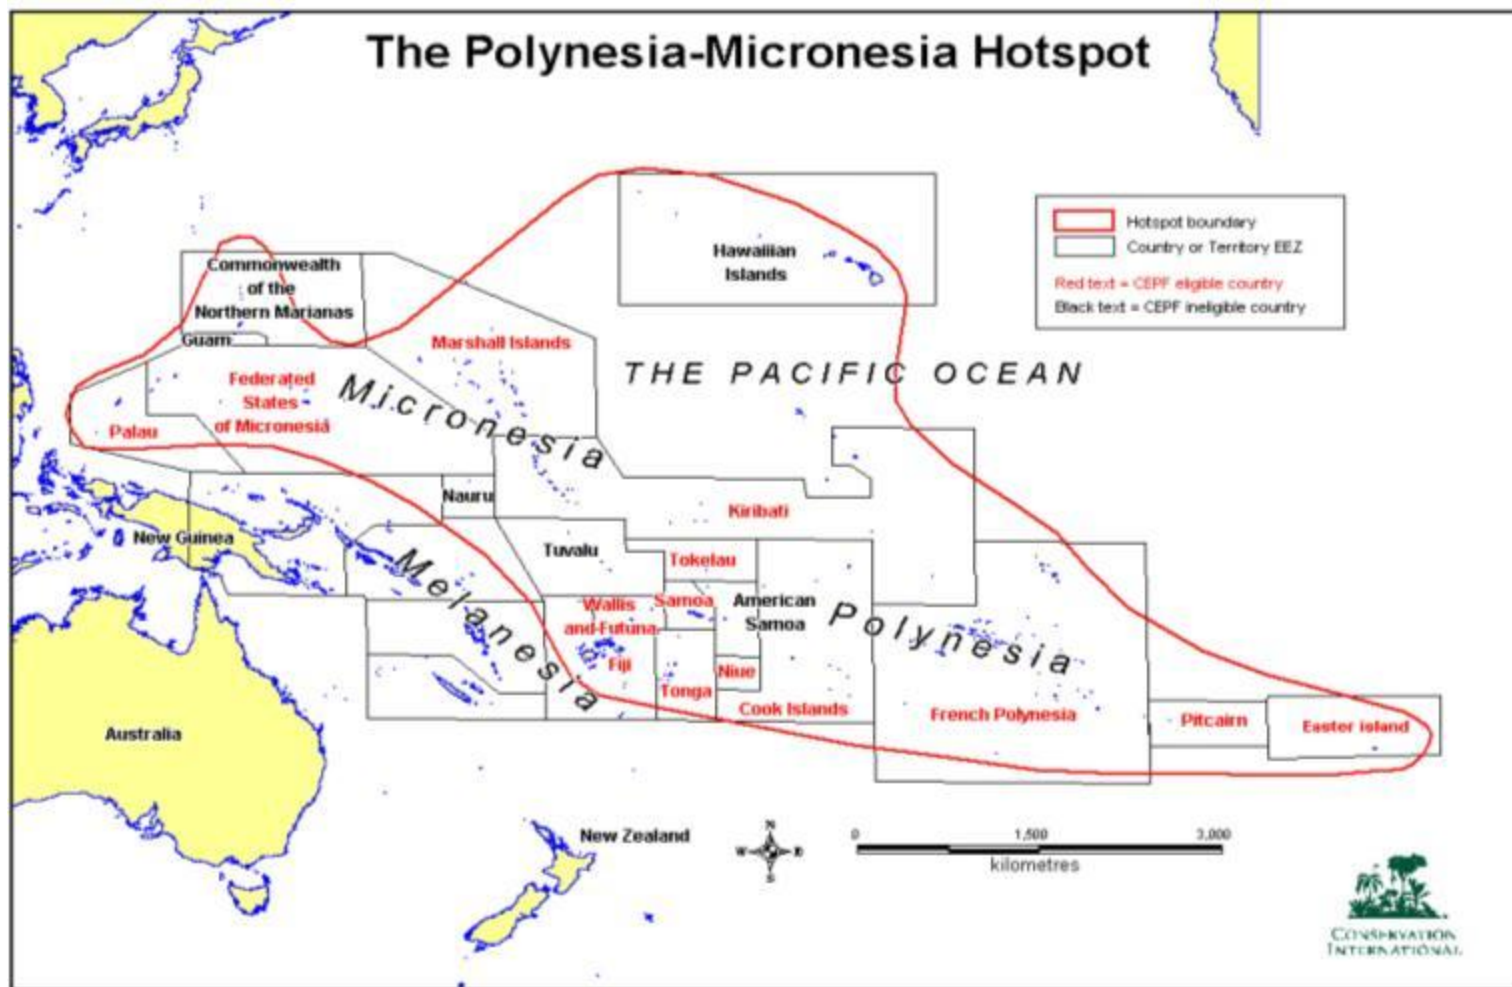 The Polynesia-Micronesia Hotspot
Hotspot boundary
Country or Territory EEZ
Red text = CEPF eligible country
Black text = CEPF ineligible country
Hawaiian
Islands
Commonwealth
of the
Northern Marianas
Guam
Marshall Islands
THE PACIFIC OCEAN
Federated
States
of Micronesia
Micronesia
Palau
Nauru
Kiribati
New Guinea
Tuvalu
Tokelau
Melanesia
Wallis
and Futuna
Samoa
American
Samoa
Polynesia
Fiji
Tonga
Niue
Cook Islands
French Polynesia
Pitcairn
Easter island
Australia
New Zealand
N
W E
S
0 1,500 3,000
kilometres
CONSERVATION
INTERNATIONAL